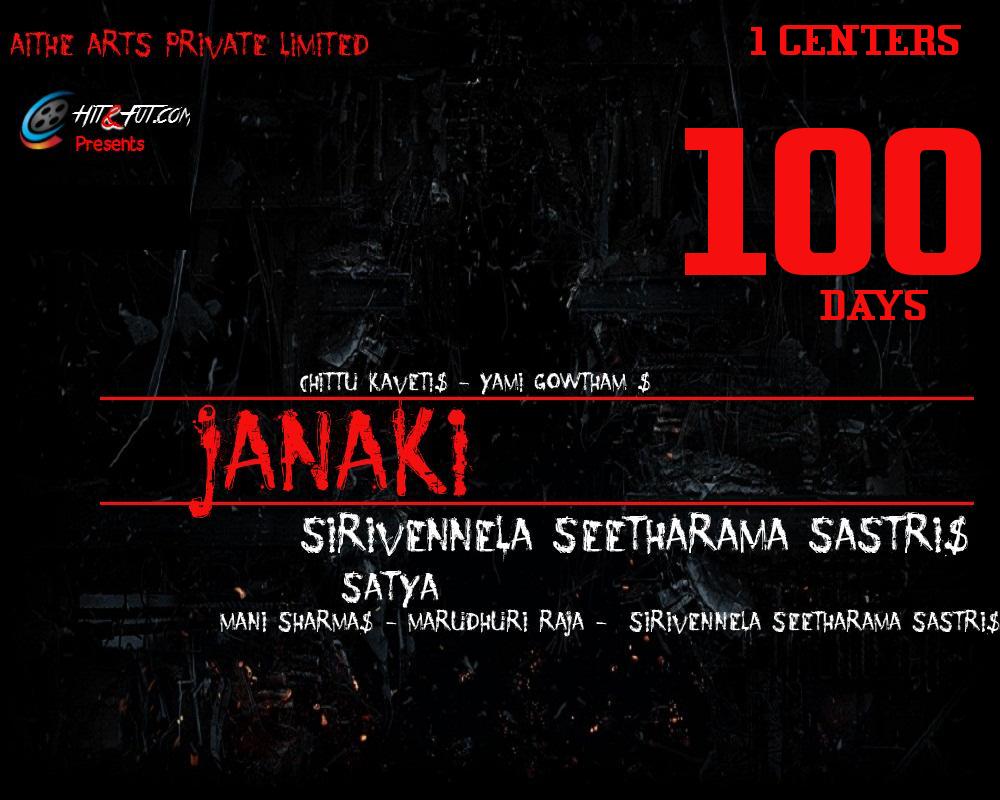 AITHE ARTS PRIVATE LIMITED
1 CENTERS
HIT&FUT.COM
Presents
100
DAYS
CHITTU KAVETI$ - YAMI GOWTHAM $
JANAKI
SIRIVENNELA SEETHARAMA SASTRI$
SATYA
MANI SHARMA$ - MARUDHURI RAJA - SIRIVENNELA SEETHARAMA SASTRI$